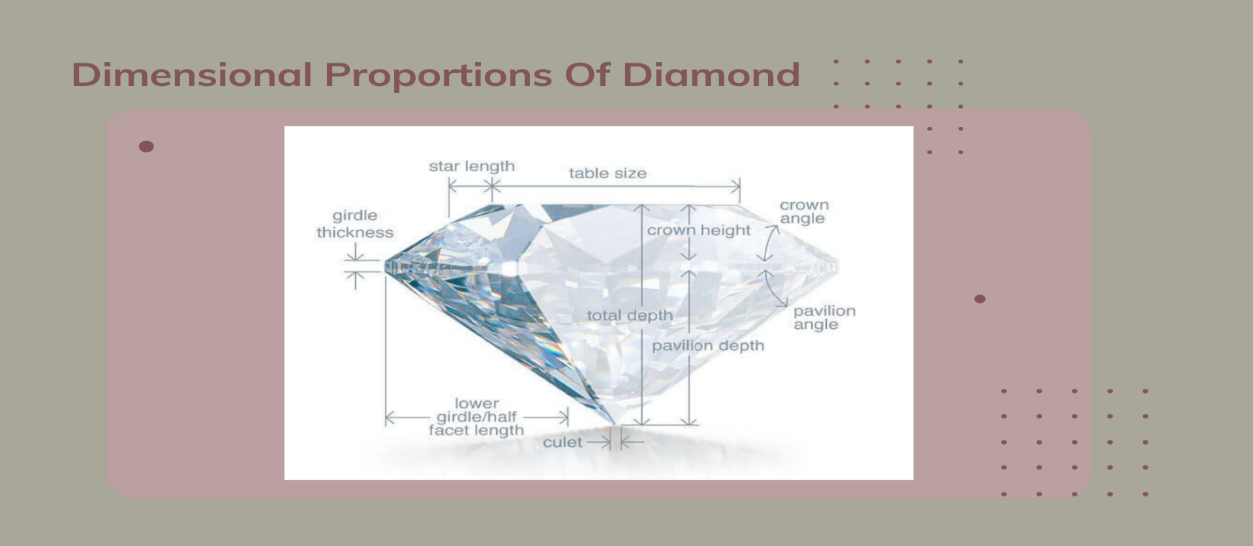 Dimensional Proportions Of Diamond
star length
table size
girdle
thickness
crown
angle
crown height
total depth
pavilion
angle
pavilion depth
lower
girdle/half
facet length
culet